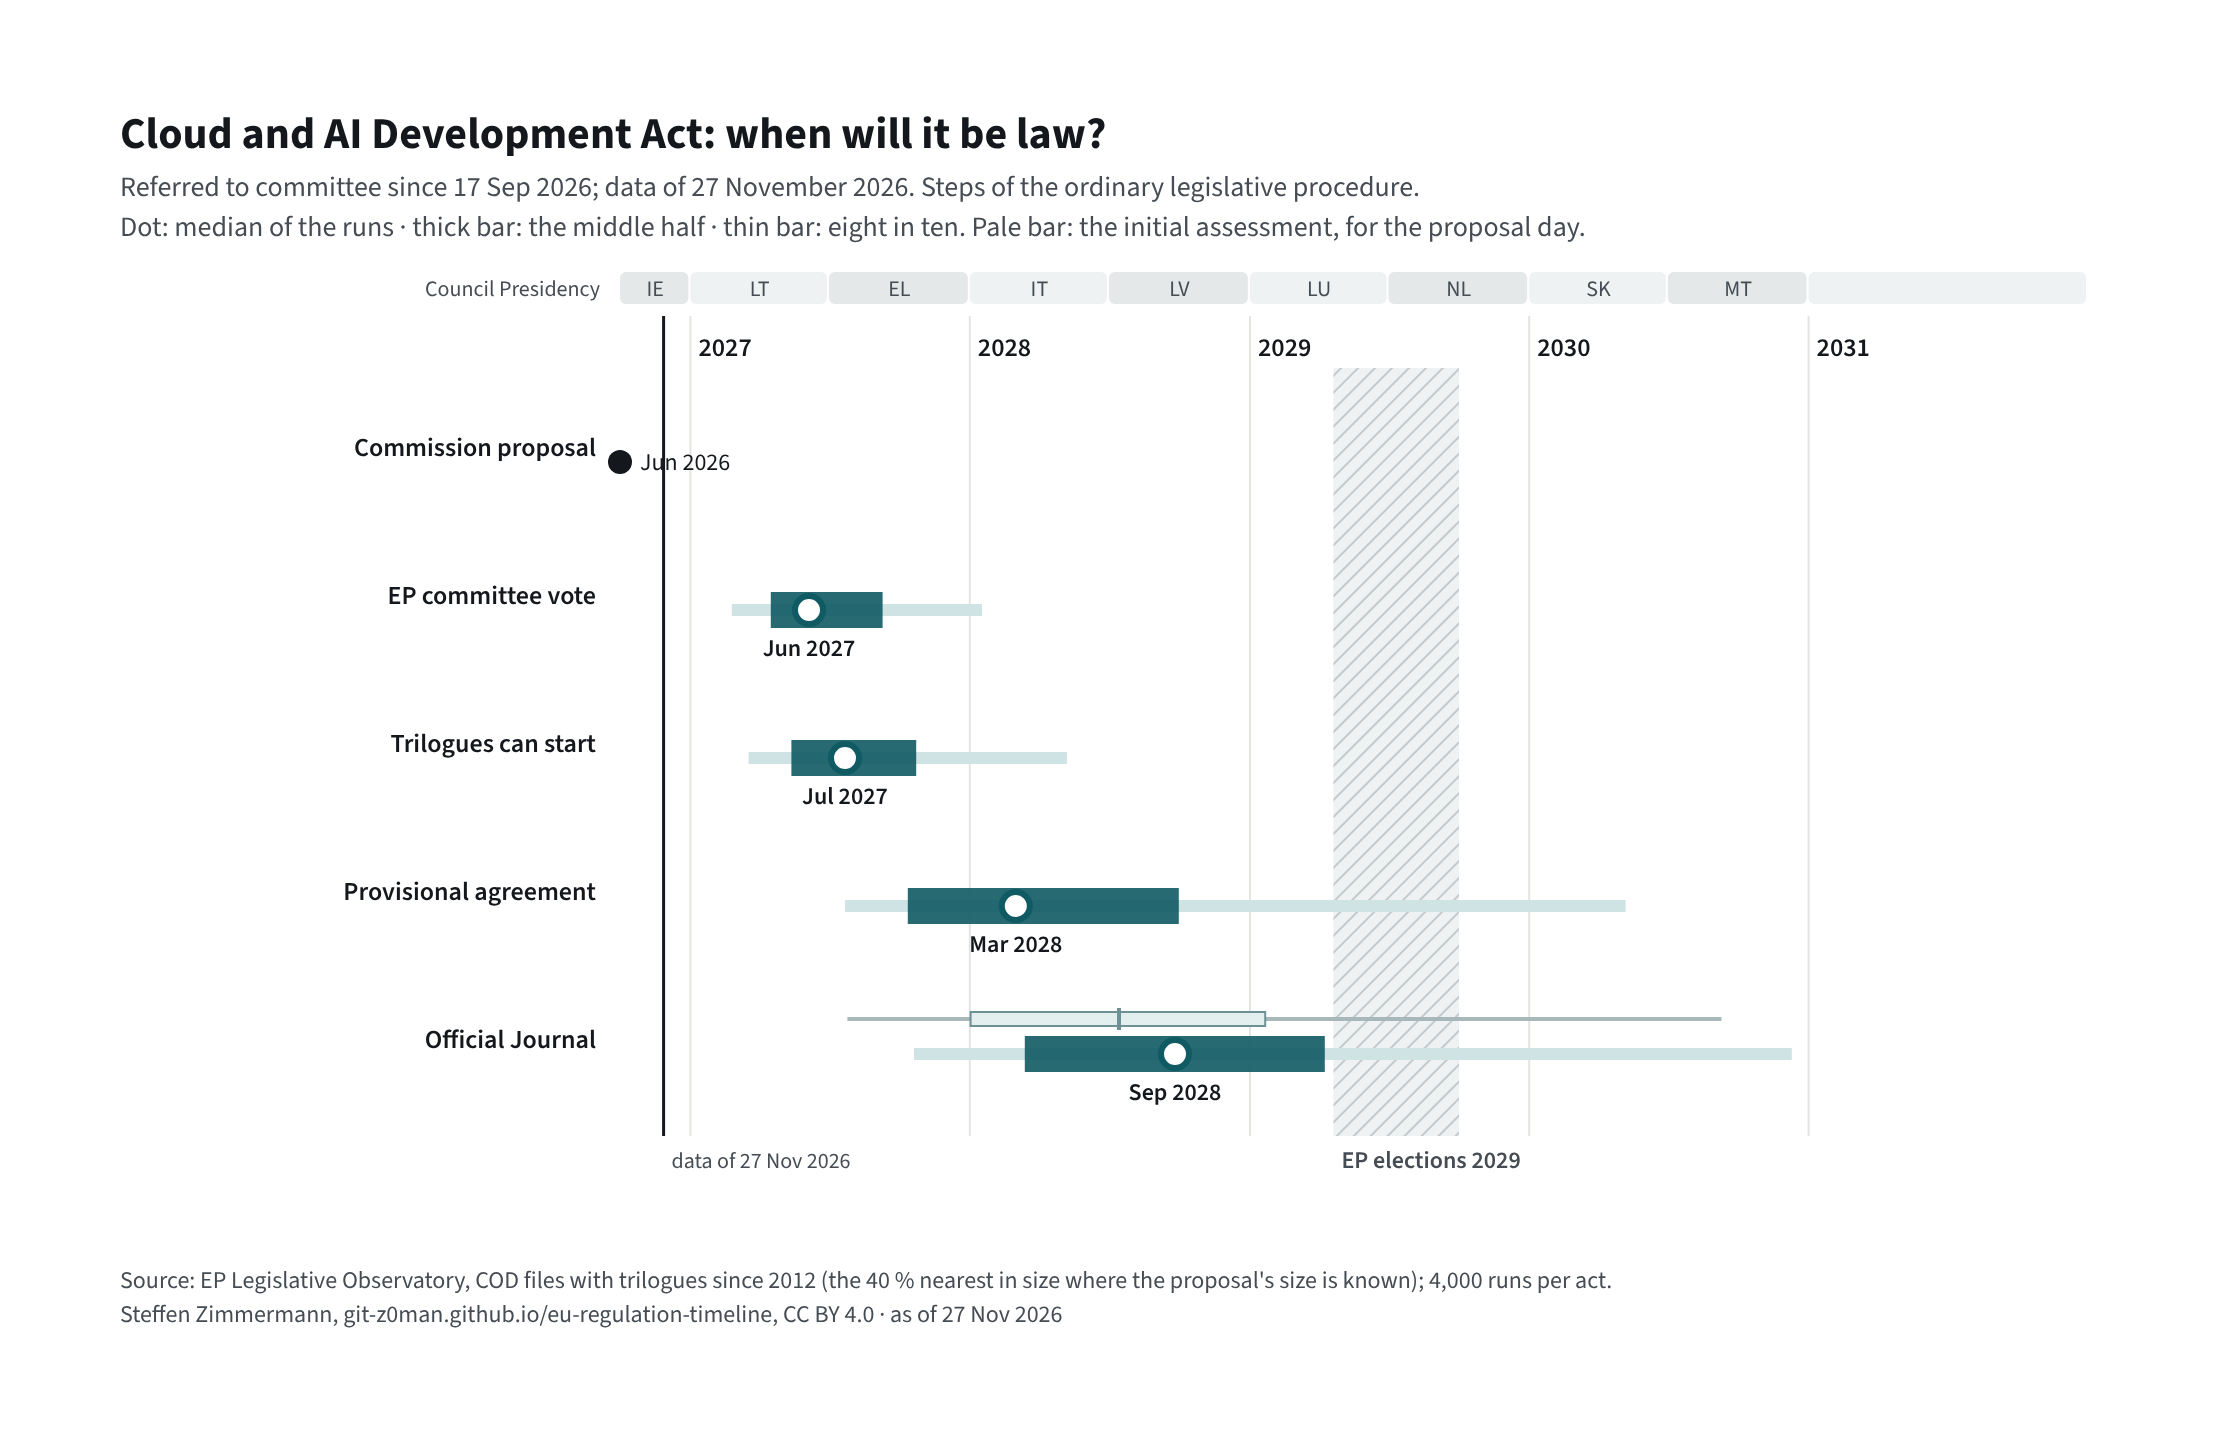 Cloud and AI Development Act: when will it be law?
Referred to committee since 17 Sep 2026; data of 27 November 2026. Steps of the ordinary legislative procedure.
Dot: median of the runs · thick bar: the middle half · thin bar: eight in ten. Pale bar: the initial assessment, for the proposal day.
Council Presidency IE LT EL IT LV LU NL SK MT
2027 2028 2029 2030 2031
Commission proposal
Jun 2026
EP committee vote
Jun 2027
Trilogues can start
Jul 2027
Provisional agreement
Mar 2028
Official Journal
Sep 2028
data of 27 Nov 2026 EP elections 2029
Source: EP Legislative Observatory, COD files with trilogues since 2012 (the 40 % nearest in size where the proposal's size is known); 4,000 runs per act.
Steffen Zimmermann, git-z0man.github.io/eu-regulation-timeline, CC BY 4.0 · as of 27 Nov 2026